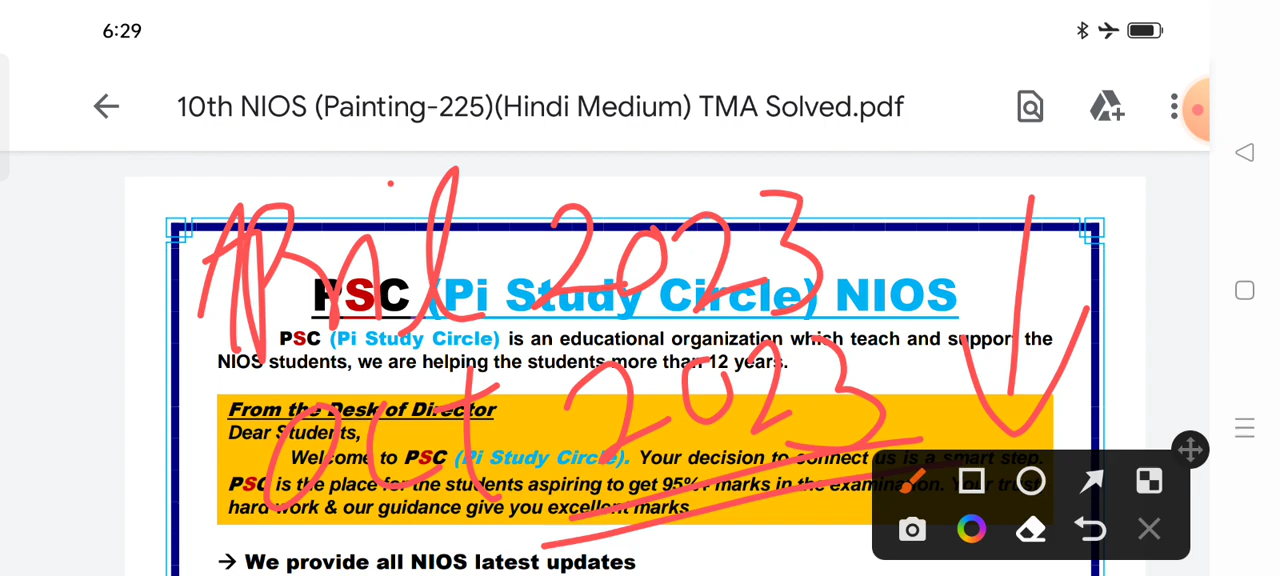 6:29
10th NIOS (Painting-225)(Hindi Medium) TMA Solved.pdf
April 2023
PSC (Pi Study Circle) NIOS
PSC (Pi Study Circle) is an educational organization which teach and support the
NIOS students, we are helping the students more than 12 years.
Oct 2023
From the Desk of Director
Dear Students,
Welcome to PSC (Pi Study Circle). Your decision to connect us is a smart step.
PSC is the place for the students aspiring to get 95%+ marks in the examination. Your trust
hard work & our guidance give you excellent marks
→ We provide all NIOS latest updates